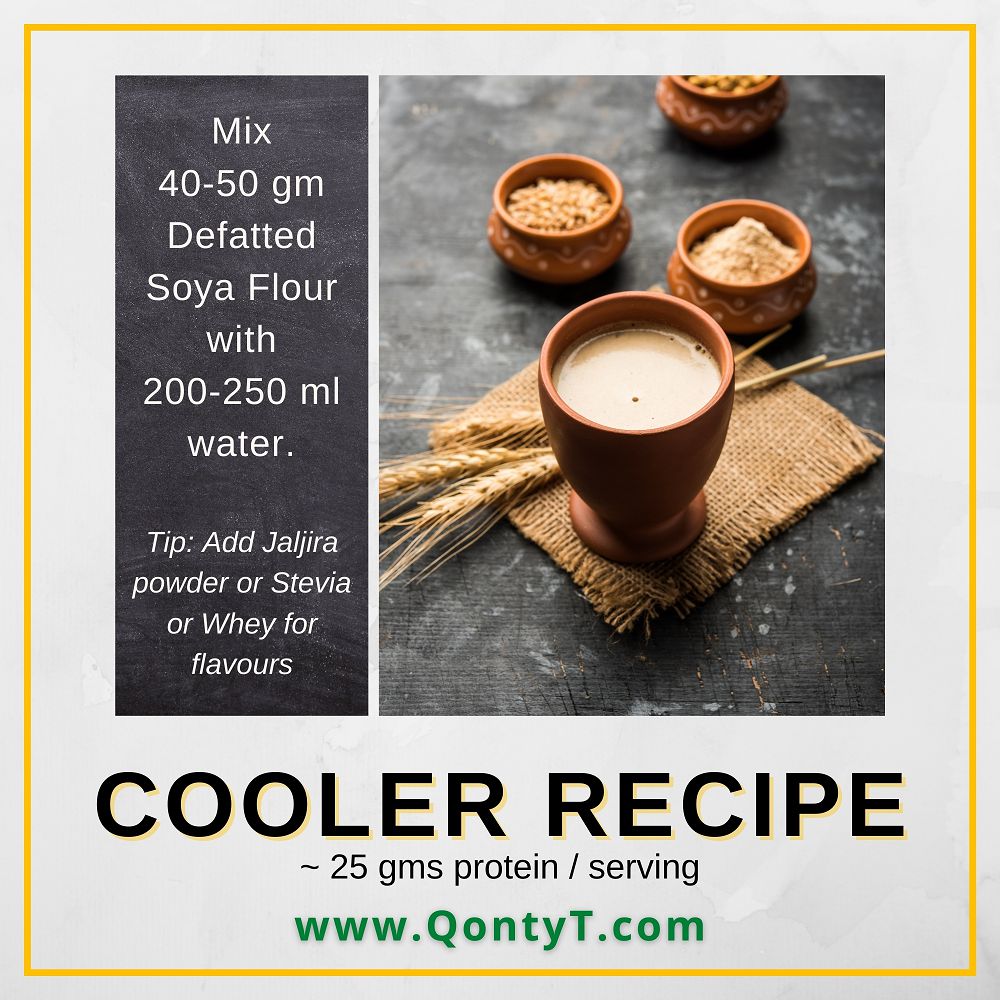 Mix
40-50 gm
Defatted
Soya Flour
with
200-250 ml
water.
Tip: Add Jaljira
powder or Stevia
or Whey for
flavours
COOLER RECIPE
~ 25 gms protein / serving
www.QontyT.com